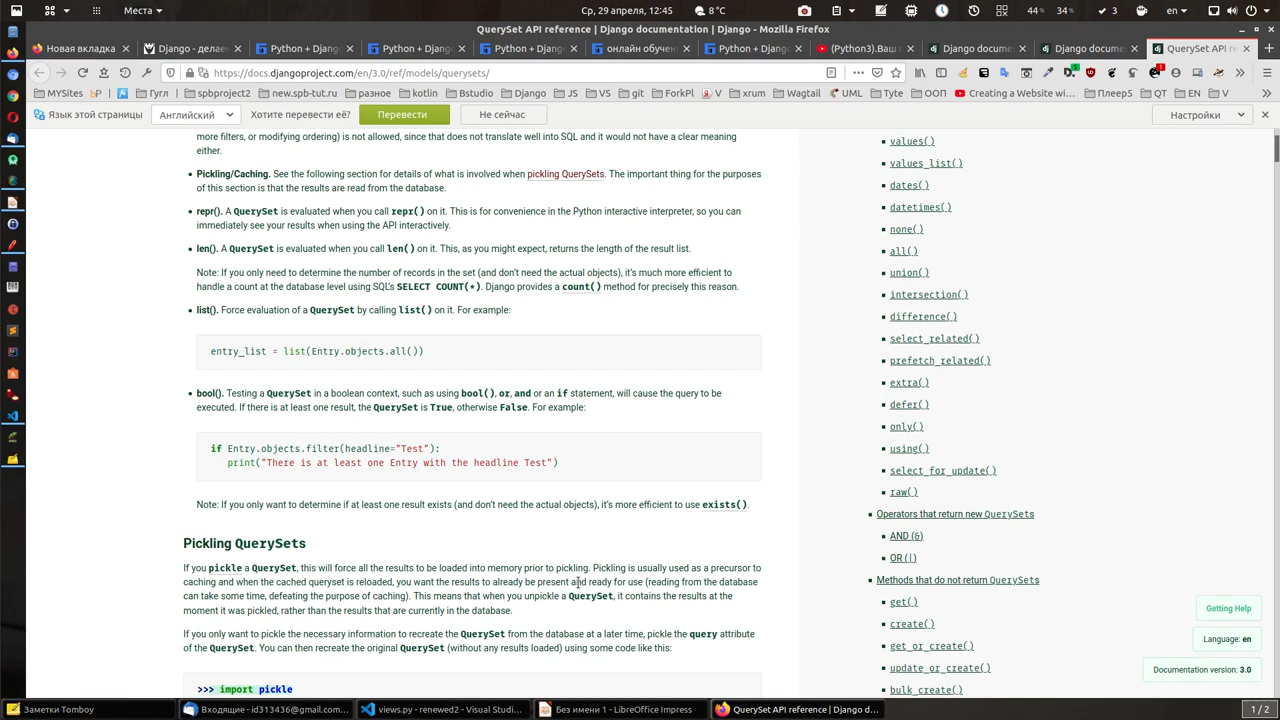 Места
Ср, 29 апреля, 12:45
8°C
44%
34%
3
en
QuerySet API reference | Django documentation | Django - Mozilla Firefox
Новая вкладка
Django - делаем
Python + Django
Python + Django
Python + Django
онлайн обучен
Python + Django
(Python3).Ваш п
Django docume
Django docume
QuerySet API re
https://docs.djangoproject.com/en/3.0/ref/models/querysets/
MYSites
bP
Гугл
spbproject2
new.spb-tut.ru
разное
kotlin
Bstudio
Django
JS
VS
git
ForkPl
V
xrum
Wagtail
UML
Tyte
ООП
Creating a Website wi...
Плеер5
QT
EN
V
Язык этой страницы
Английский
Хотите перевести её?
Перевести
Не сейчас
Настройки
more filters, or modifying ordering) is not allowed, since that does not translate well into SQL and it would not have a clear meaning
either.
Pickling/Caching. See the following section for details of what is involved when pickling QuerySets. The important thing for the purposes
of this section is that the results are read from the database.
repr(). A QuerySet is evaluated when you call repr() on it. This is for convenience in the Python interactive interpreter, so you can
immediately see your results when using the API interactively.
len(). A QuerySet is evaluated when you call len() on it. This, as you might expect, returns the length of the result list.
Note: If you only need to determine the number of records in the set (and don't need the actual objects), it's much more efficient to
handle a count at the database level using SQL's SELECT COUNT(*). Django provides a count() method for precisely this reason.
list(). Force evaluation of a QuerySet by calling list() on it. For example:
entry_list = list(Entry.objects.all())
bool(). Testing a QuerySet in a boolean context, such as using bool(), or, and or an if statement, will cause the query to be
executed. If there is at least one result, the QuerySet is True, otherwise False. For example:
if Entry.objects.filter(headline="Test"):
print("There is at least one Entry with the headline Test")
Note: If you only want to determine if at least one result exists (and don't need the actual objects), it's more efficient to use exists().
Pickling QuerySets
If you pickle a QuerySet, this will force all the results to be loaded into memory prior to pickling. Pickling is usually used as a precursor to
caching and when the cached queryset is reloaded, you want the results to already be present and ready for use (reading from the database
can take some time, defeating the purpose of caching). This means that when you unpickle a QuerySet, it contains the results at the
moment it was pickled, rather than the results that are currently in the database.
If you only want to pickle the necessary information to recreate the QuerySet from the database at a later time, pickle the query attribute
of the QuerySet. You can then recreate the original QuerySet (without any results loaded) using some code like this:
>>> import pickle
values()
values_list()
dates()
datetimes()
none()
all()
union()
intersection()
difference()
select_related()
prefetch_related()
extra()
defer()
only()
using()
select_for_update()
raw()
Operators that return new QuerySets
AND (&)
OR (|)
Methods that do not return QuerySets
get()
create()
get_or_create()
update_or_create()
bulk_create()
Getting Help
Language: en
Documentation version: 3.0
Заметки Tomboy
Входящие - id313436@gmail.com...
views.py - renewed2 - Visual Studi...
Без имени 1 - LibreOffice Impress
QuerySet API reference | Django d...
1 / 2